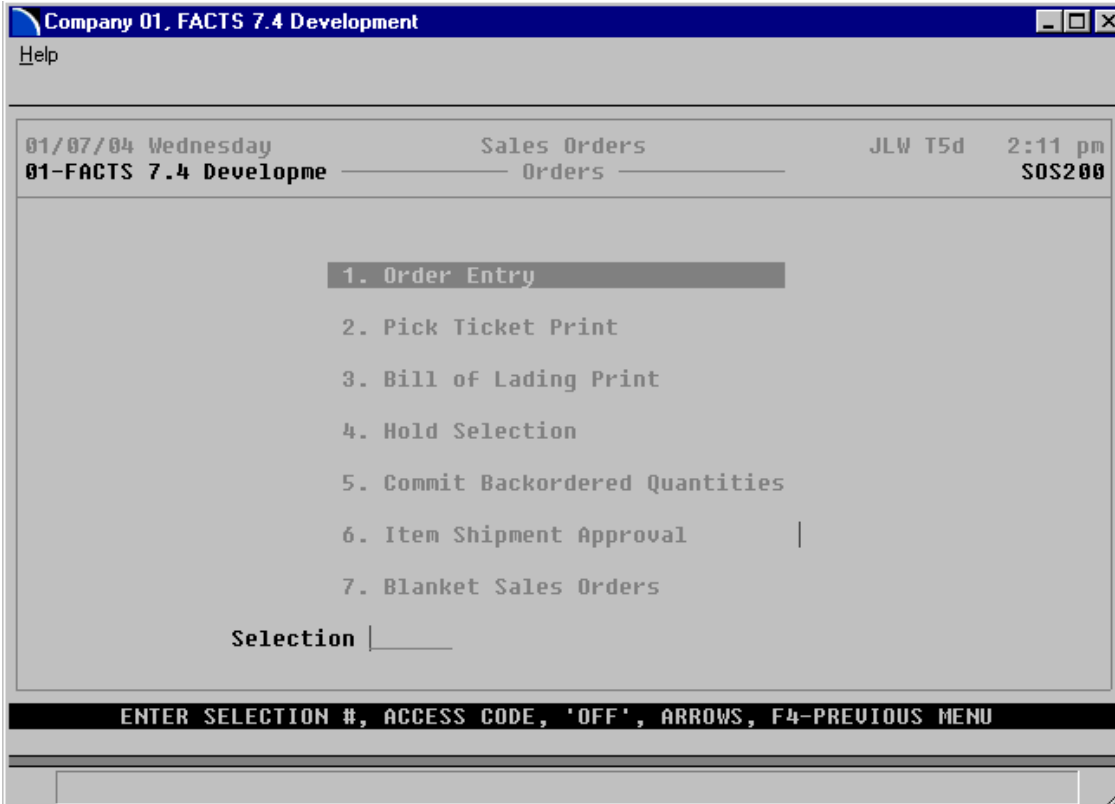 Company 01, FACTS 7.4 Development
Help
01/07/04 Wednesday Sales Orders JLW T5d 2:11 pm
01-FACTS 7.4 Developme Orders SOS200
1. Order Entry
2. Pick Ticket Print
3. Bill of Lading Print
4. Hold Selection
5. Commit Backordered Quantities
6. Item Shipment Approval
7. Blanket Sales Orders
Selection
ENTER SELECTION #, ACCESS CODE, 'OFF', ARROWS, F4-PREVIOUS MENU